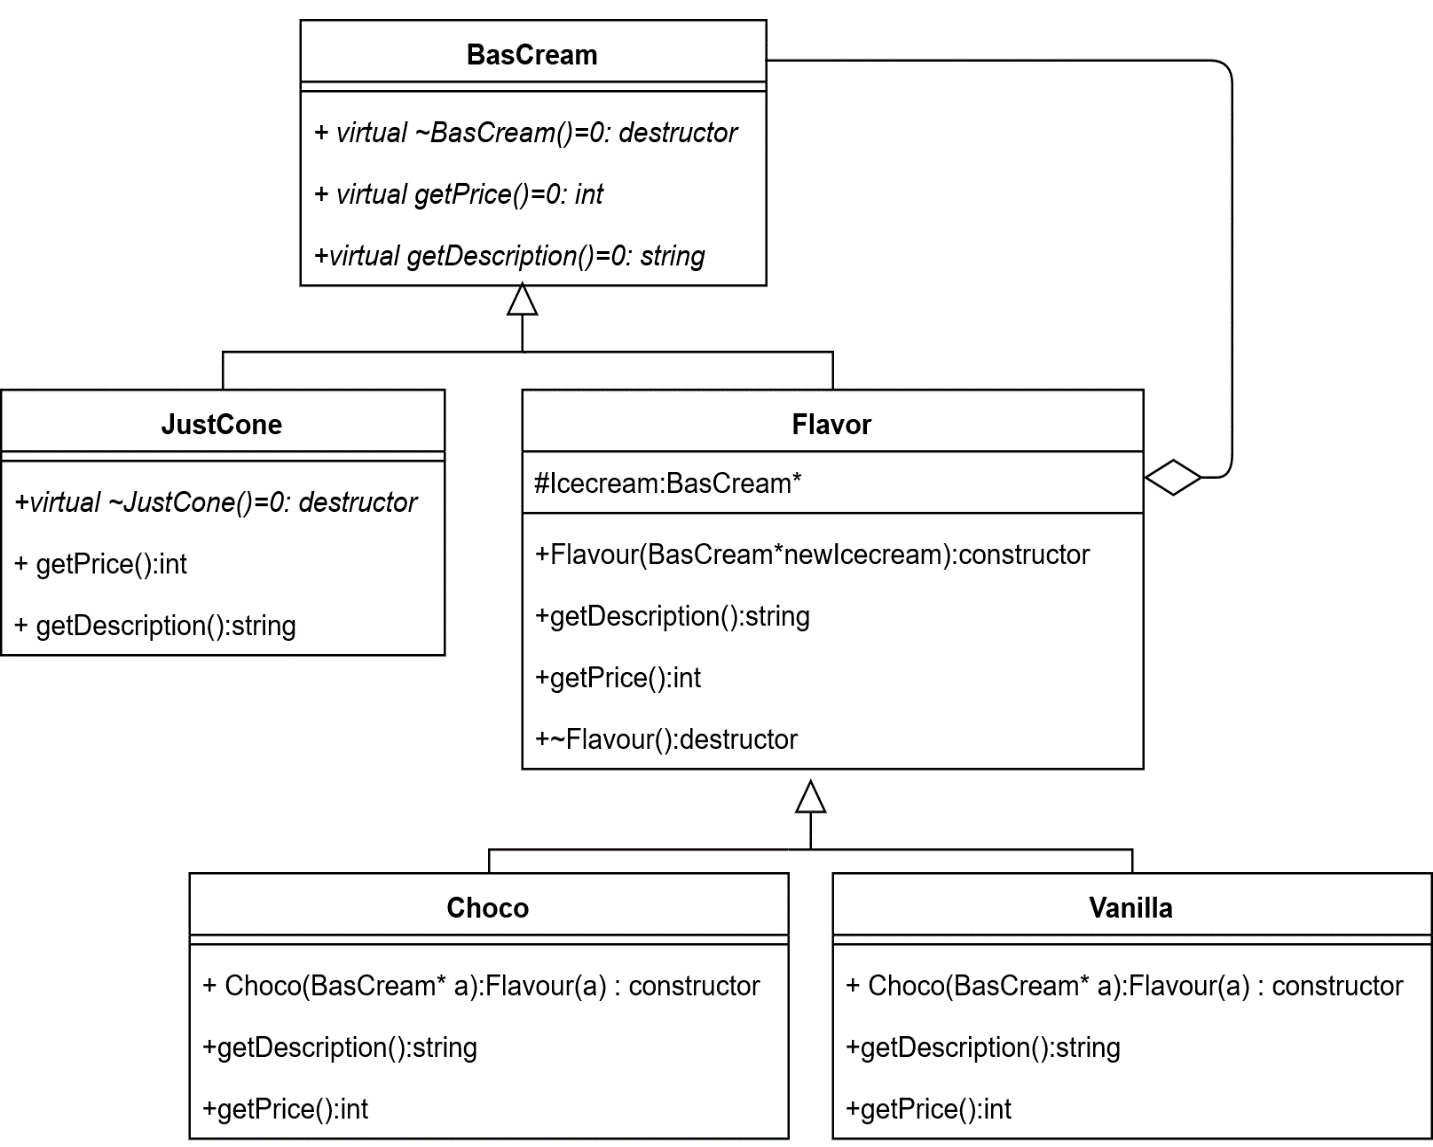 BasCream
+ virtual ~BasCream()=0: destructor
+ virtual getPrice()=0: int
+virtual getDescription()=0: string
JustCone
+virtual ~JustCone()=0: destructor
+ getPrice():int
+ getDescription():string
Flavor
#Icecream:BasCream*
+Flavour(BasCream*newIcecream):constructor
+getDescription():string
+getPrice():int
+~Flavour():destructor
Choco
+ Choco(BasCream* a):Flavour(a) : constructor
+getDescription():string
+getPrice():int
Vanilla
+ Choco(BasCream* a):Flavour(a) : constructor
+getDescription():string
+getPrice():int